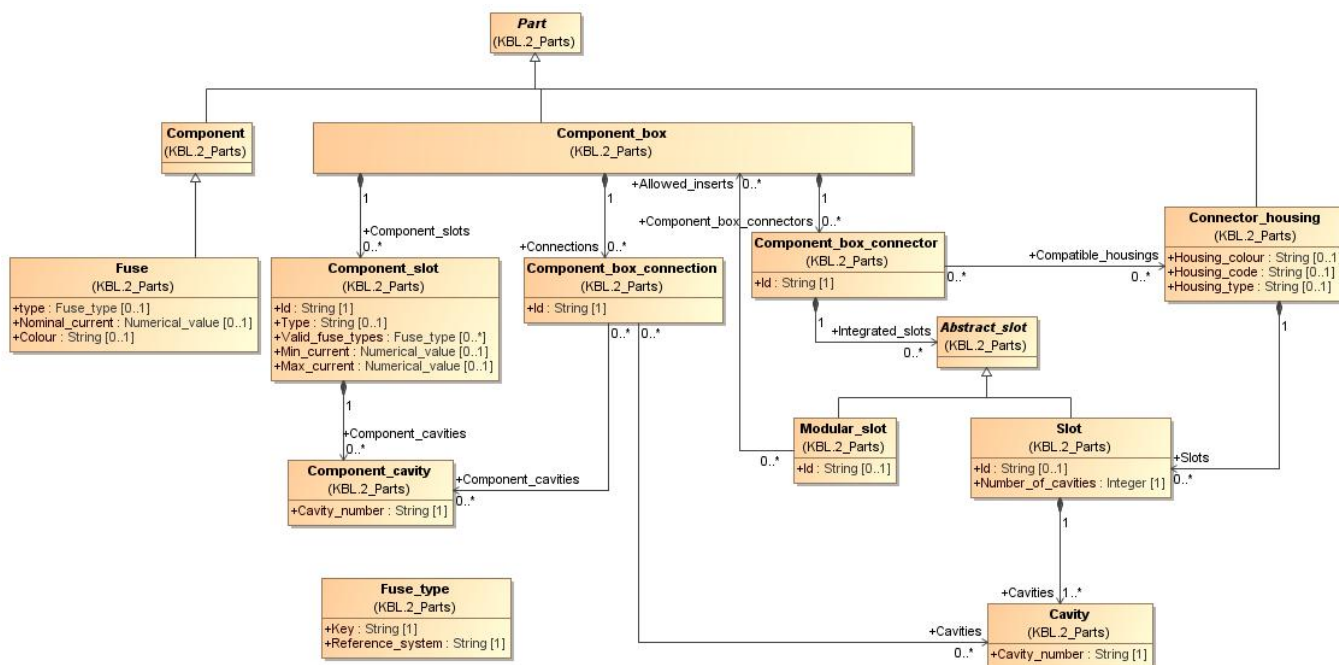 Part
(KBL.2_Parts)
Component
(KBL.2_Parts)
Component_box
(KBL.2_Parts)
+Allowed_inserts 0..*
1
1
1
+Component_slots
0..*
+Connections 0..*
+Component_box_connectors 0..*
Fuse
(KBL.2_Parts)
+type : Fuse_type [0..1]
+Nominal_current : Numerical_value [0..1]
+Colour : String [0..1]
Component_slot
(KBL.2_Parts)
+Id : String [1]
+Type : String [0..1]
+Valid_fuse_types : Fuse_type [0..*]
+Min_current : Numerical_value [0..1]
+Max_current : Numerical_value [0..1]
Component_box_connection
(KBL.2_Parts)
+Id : String [1]
Component_box_connector
(KBL.2_Parts)
+Id : String [1]
+Compatible_housings
0..*
0..*
Connector_housing
(KBL.2_Parts)
+Housing_colour : String [0..1]
+Housing_code : String [0..1]
+Housing_type : String [0..1]
1
+Integrated_slots
0..*
Abstract_slot
(KBL.2_Parts)
1
0..*
0..*
1
+Component_cavities
0..*
Component_cavity
(KBL.2_Parts)
+Cavity_number : String [1]
+Component_cavities
0..*
Modular_slot
(KBL.2_Parts)
+Id : String [0..1]
0..*
Slot
(KBL.2_Parts)
+Id : String [0..1]
+Number_of_cavities : Integer [1]
+Slots
0..*
1
Fuse_type
(KBL.2_Parts)
+Key : String [1]
+Reference_system : String [1]
+Cavities 1..*
+Cavities
0..*
Cavity
(KBL.2_Parts)
+Cavity_number : String [1]